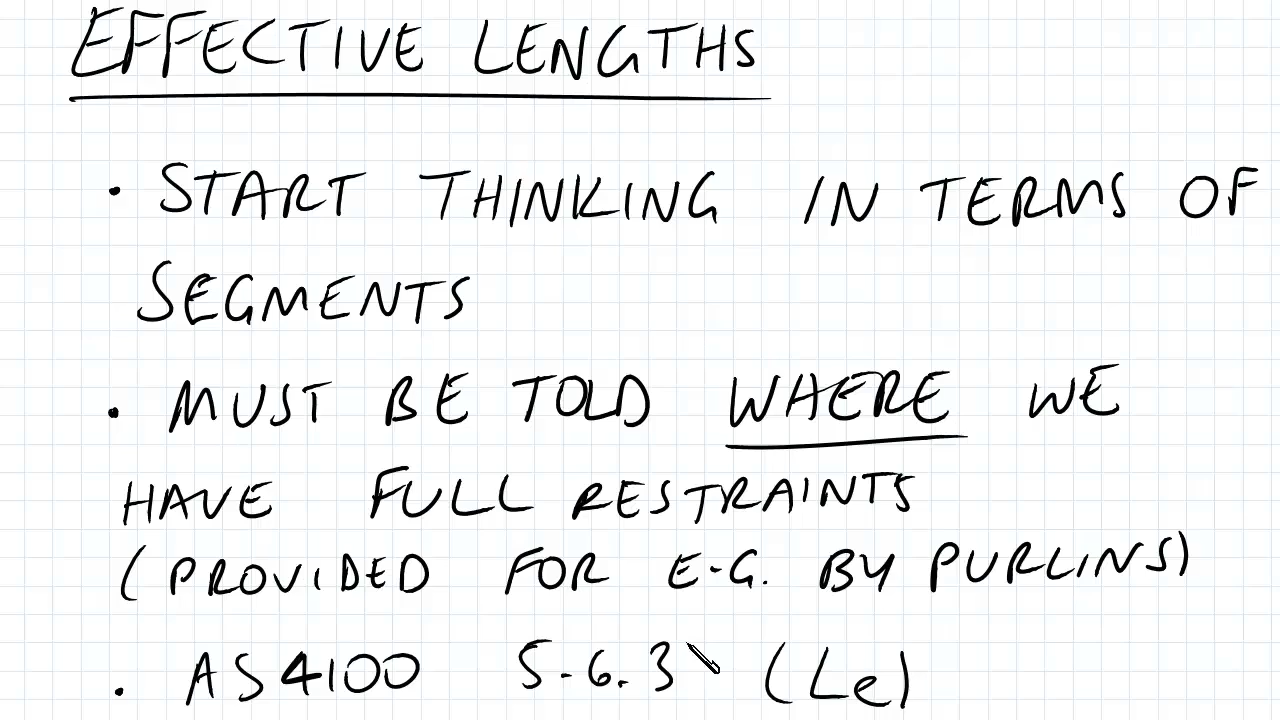 EFFECTIVE LENGTHS
• START THINKING IN TERMS OF
SEGMENTS
• MUST BE TOLD WHERE WE
HAVE FULL RESTRAINTS
(PROVIDED FOR E.G. BY PURLINS)
• AS4100 5.6.3 (Le)